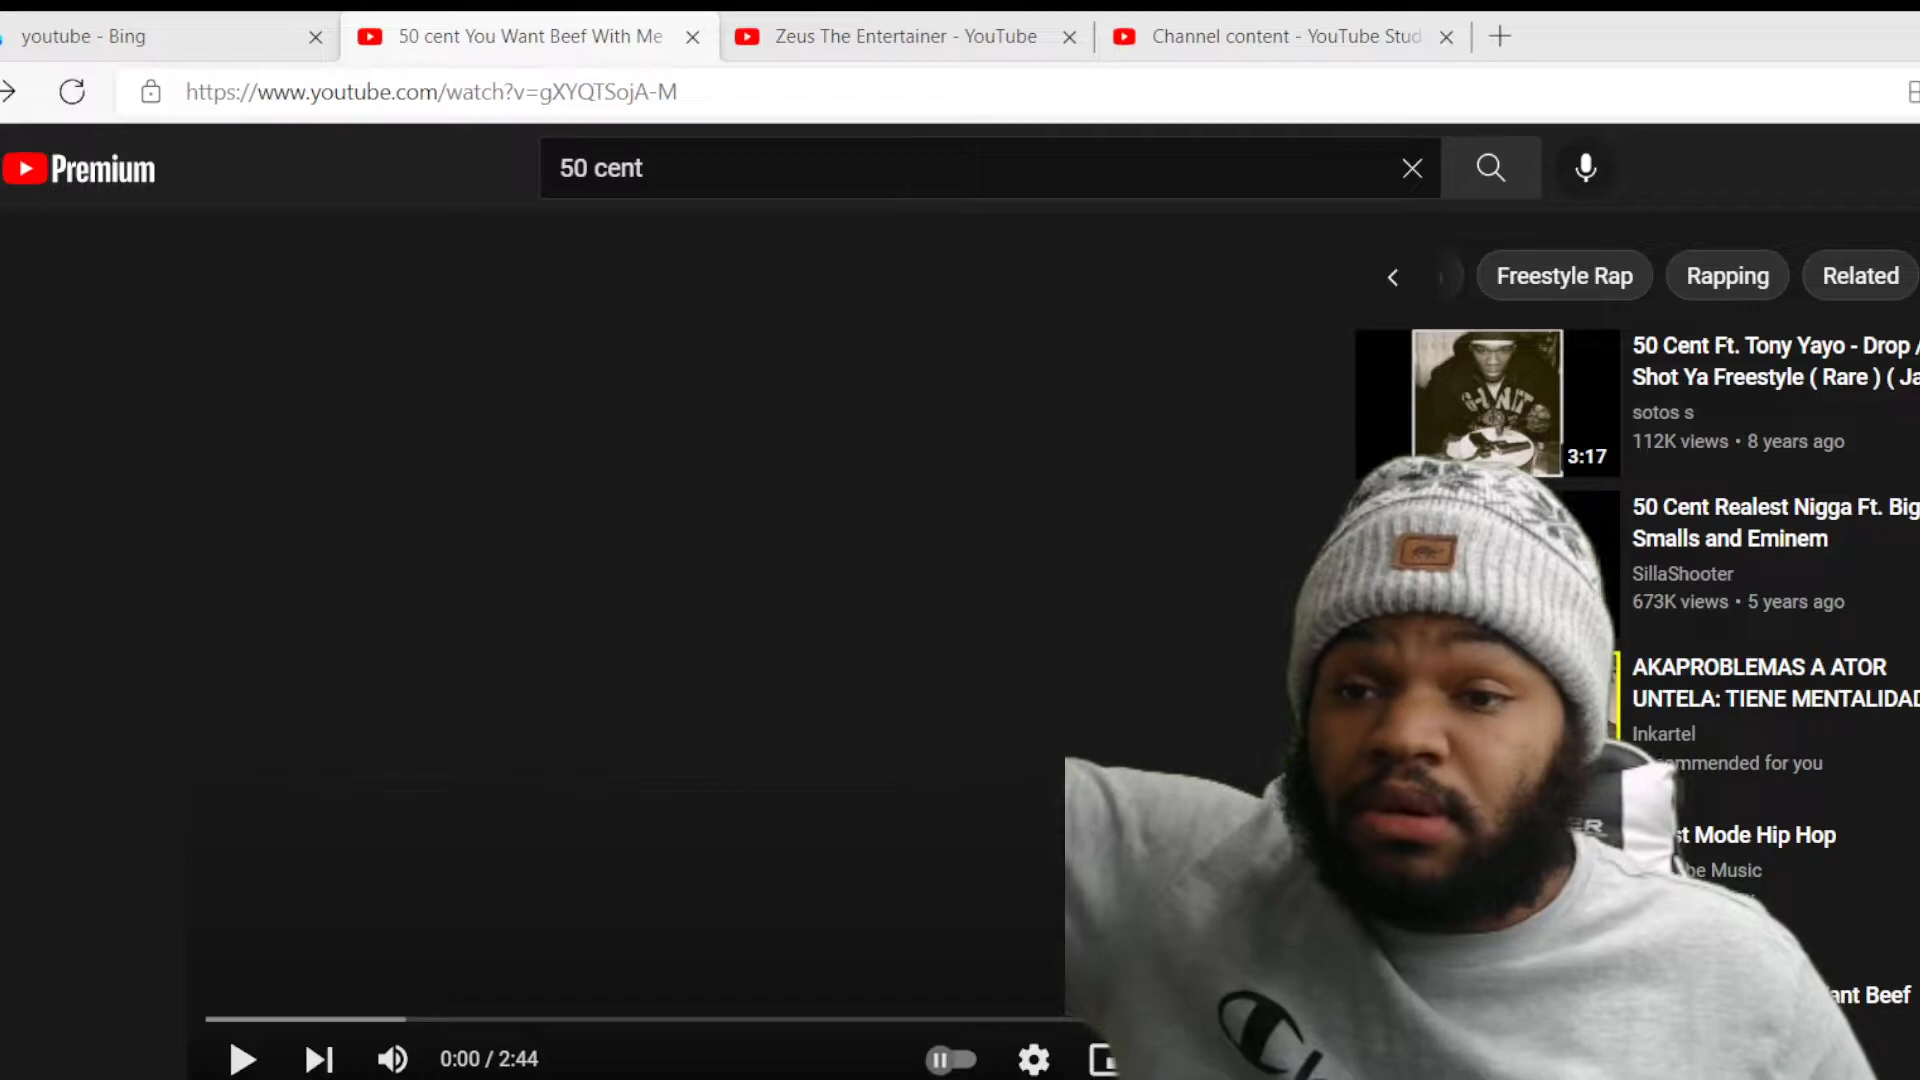 youtube - Bing
50 cent You Want Beef With Me
Zeus The Entertainer - YouTube
Channel content - YouTube Stud
https://www.youtube.com/watch?v=gXYQTSojA-M
Premium
50 cent
Freestyle Rap
Rapping
Related
50 Cent Ft. Tony Yayo - Drop /
Shot Ya Freestyle ( Rare ) ( Ja
sotos s
112K views • 8 years ago
3:17
50 Cent Realest Nigga Ft. Big
Smalls and Eminem
SillaShooter
673K views • 5 years ago
AKAPROBLEMAS A ATOR
UNTELA: TIENE MENTALIDAD
Inkartel
ommended for you
st Mode Hip Hop
be Music
ant Beef
0:00 / 2:44